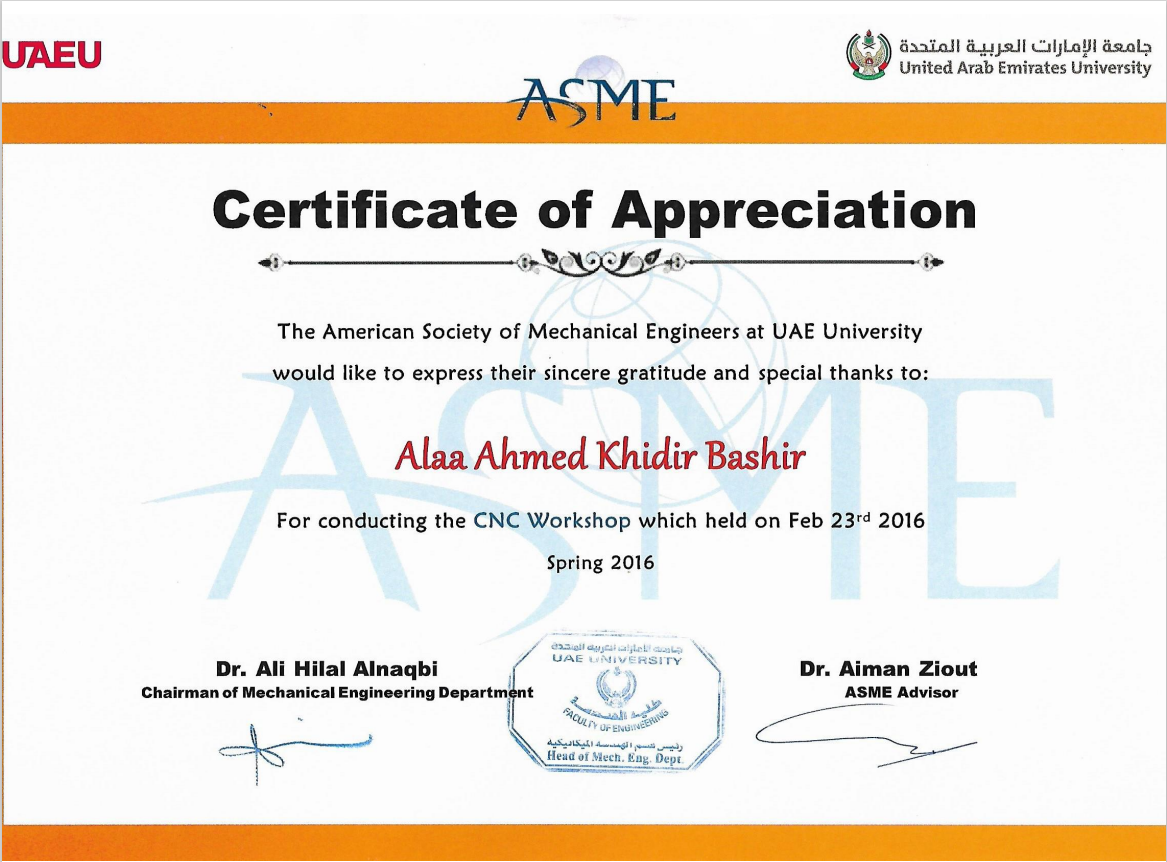 UAEU
جامعة الإمارات العربية المتحدة
United Arab Emirates University
ASME
Certificate of Appreciation
The American Society of Mechanical Engineers at UAE University
would like to express their sincere gratitude and special thanks to:
Alaa Ahmed Khidir Bashir
For conducting the CNC Workshop which held on Feb 23rd 2016
Spring 2016
ASME
Dr. Ali Hilal Alnaqbi
Chairman of Mechanical Engineering Department
جامعة الإمارات العربية المتحدة
UAE UNIVERSITY
كلية الهندسة
FACULTY OF ENGINEERING
رئيس قسم الهندسة الميكانيكية
Head of Mech. Eng. Dept.
Dr. Aiman Ziout
ASME Advisor